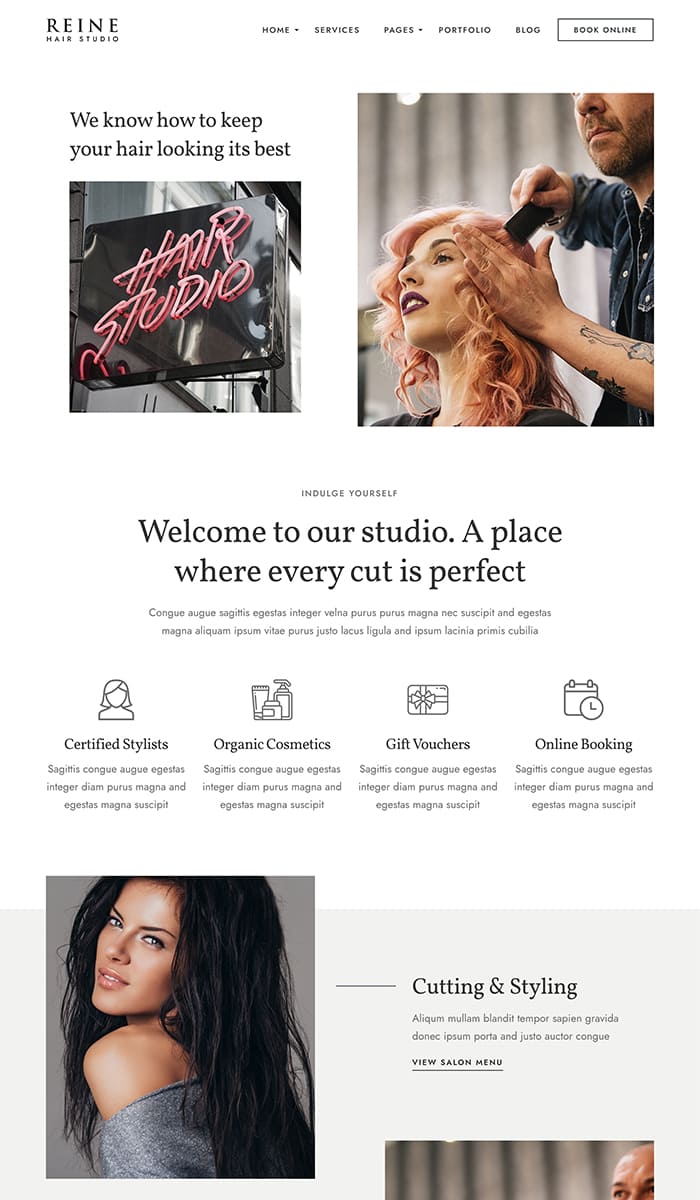 REINE
HAIR STUDIO
HOME
SERVICES
PAGES
PORTFOLIO
BLOG
BOOK ONLINE
We know how to keep
your hair looking its best
HAIR
STUDIO
INDULGE YOURSELF
Welcome to our studio. A place
where every cut is perfect
Congue augue sagittis egestas integer velna purus purus magna nec suscipit and egestas
magna aliquam ipsum vitae purus justo lacus ligula and ipsum lacinia primis cubilia
Certified Stylists
Sagittis congue augue egestas
integer diam purus magna and
egestas magna suscipit
Organic Cosmetics
Sagittis congue augue egestas
integer diam purus magna and
egestas magna suscipit
Gift Vouchers
Sagittis congue augue egestas
integer diam purus magna and
egestas magna suscipit
Online Booking
Sagittis congue augue egestas
integer diam purus magna and
egestas magna suscipit
Cutting & Styling
Aliqum mullam blandit tempor sapien gravida
donec ipsum porta and justo auctor congue
VIEW SALON MENU